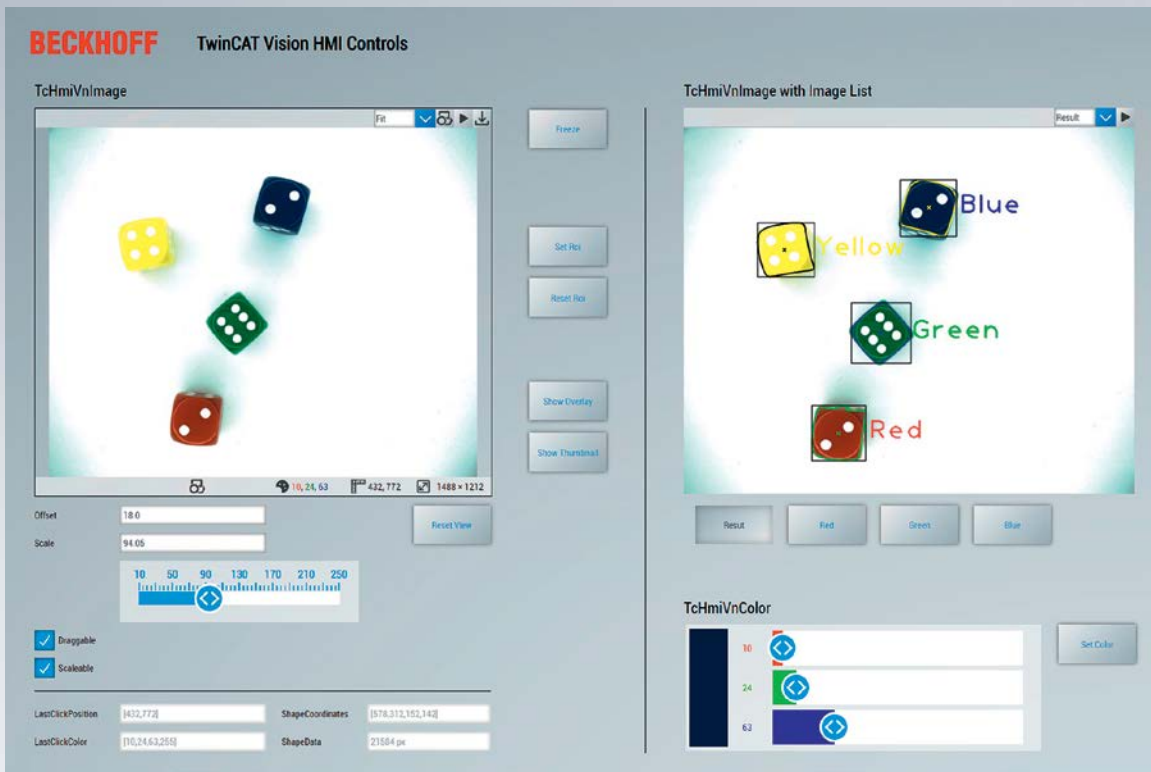 BECKHOFF TwinCAT Vision HMI Controls
TcHmiVnImage
Fit
Freeze
Set Roi
Reset Roi
Show Overlay
Show Thumbnail
10, 24, 63 432, 772 1488 × 1212
Offset 18.0
Scale 94.05
Reset View
10 50 90 130 170 210 250
Draggable
Scaleable
LastClickPosition [432,772] ShapeCoordinates [578,312,152,142]
LastClickColor [10,24,63,255] ShapeData 21584 px
TcHmiVnImage with Image List
Result
Blue
Yellow
Green
Red
Resut Red Green Blue
TcHmiVnColor
10
24
63
Set Color